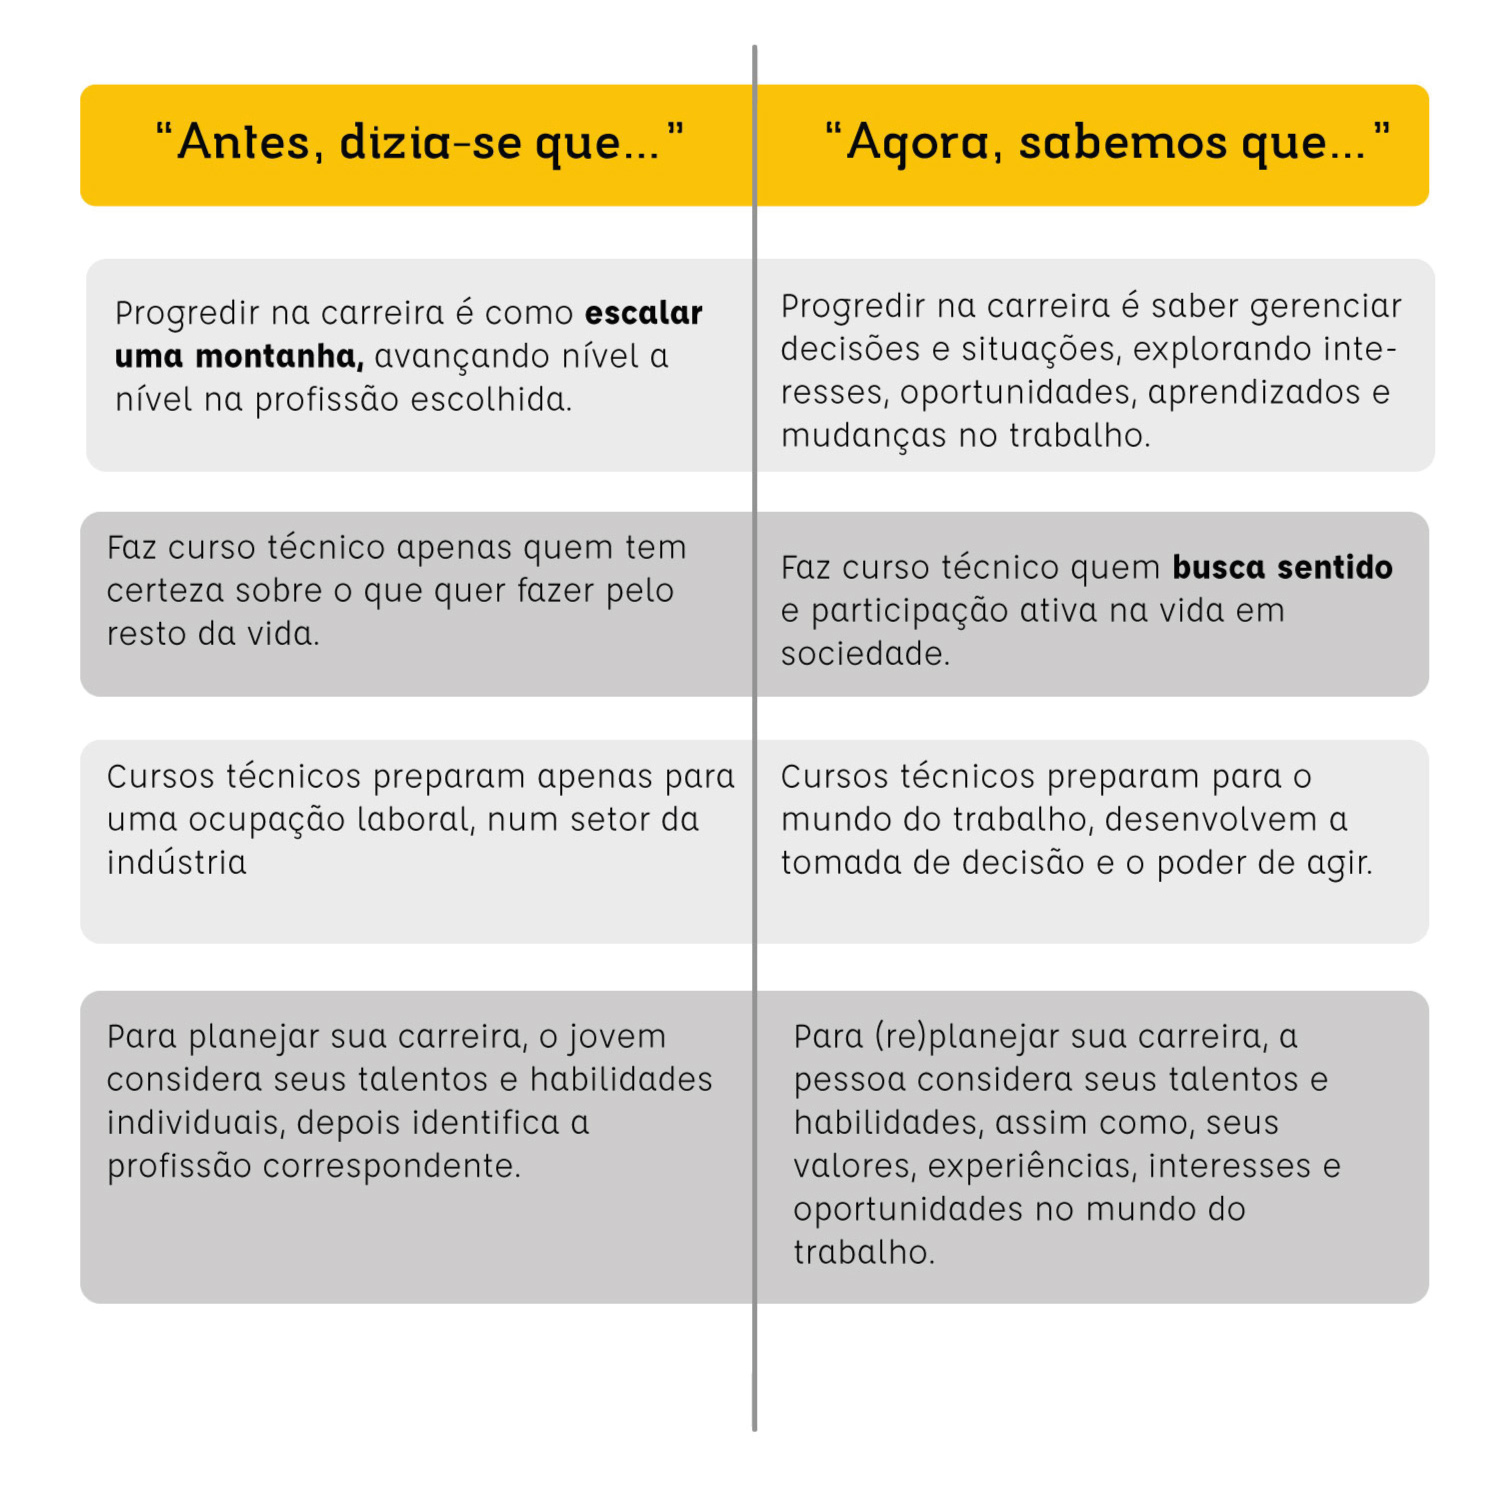 “Antes, dizia-se que...”
“Agora, sabemos que...”
Progredir na carreira é como escalar
uma montanha, avançando nível a
nível na profissão escolhida.
Progredir na carreira é saber gerenciar
decisões e situações, explorando inte-
resses, oportunidades, aprendizados e
mudanças no trabalho.
Faz curso técnico apenas quem tem
certeza sobre o que quer fazer pelo
resto da vida.
Faz curso técnico quem busca sentido
e participação ativa na vida em
sociedade.
Cursos técnicos preparam apenas para
uma ocupação laboral, num setor da
indústria
Cursos técnicos preparam para o
mundo do trabalho, desenvolvem a
tomada de decisão e o poder de agir.
Para planejar sua carreira, o jovem
considera seus talentos e habilidades
individuais, depois identifica a
profissão correspondente.
Para (re)planejar sua carreira, a
pessoa considera seus talentos e
habilidades, assim como, seus
valores, experiências, interesses e
oportunidades no mundo do
trabalho.